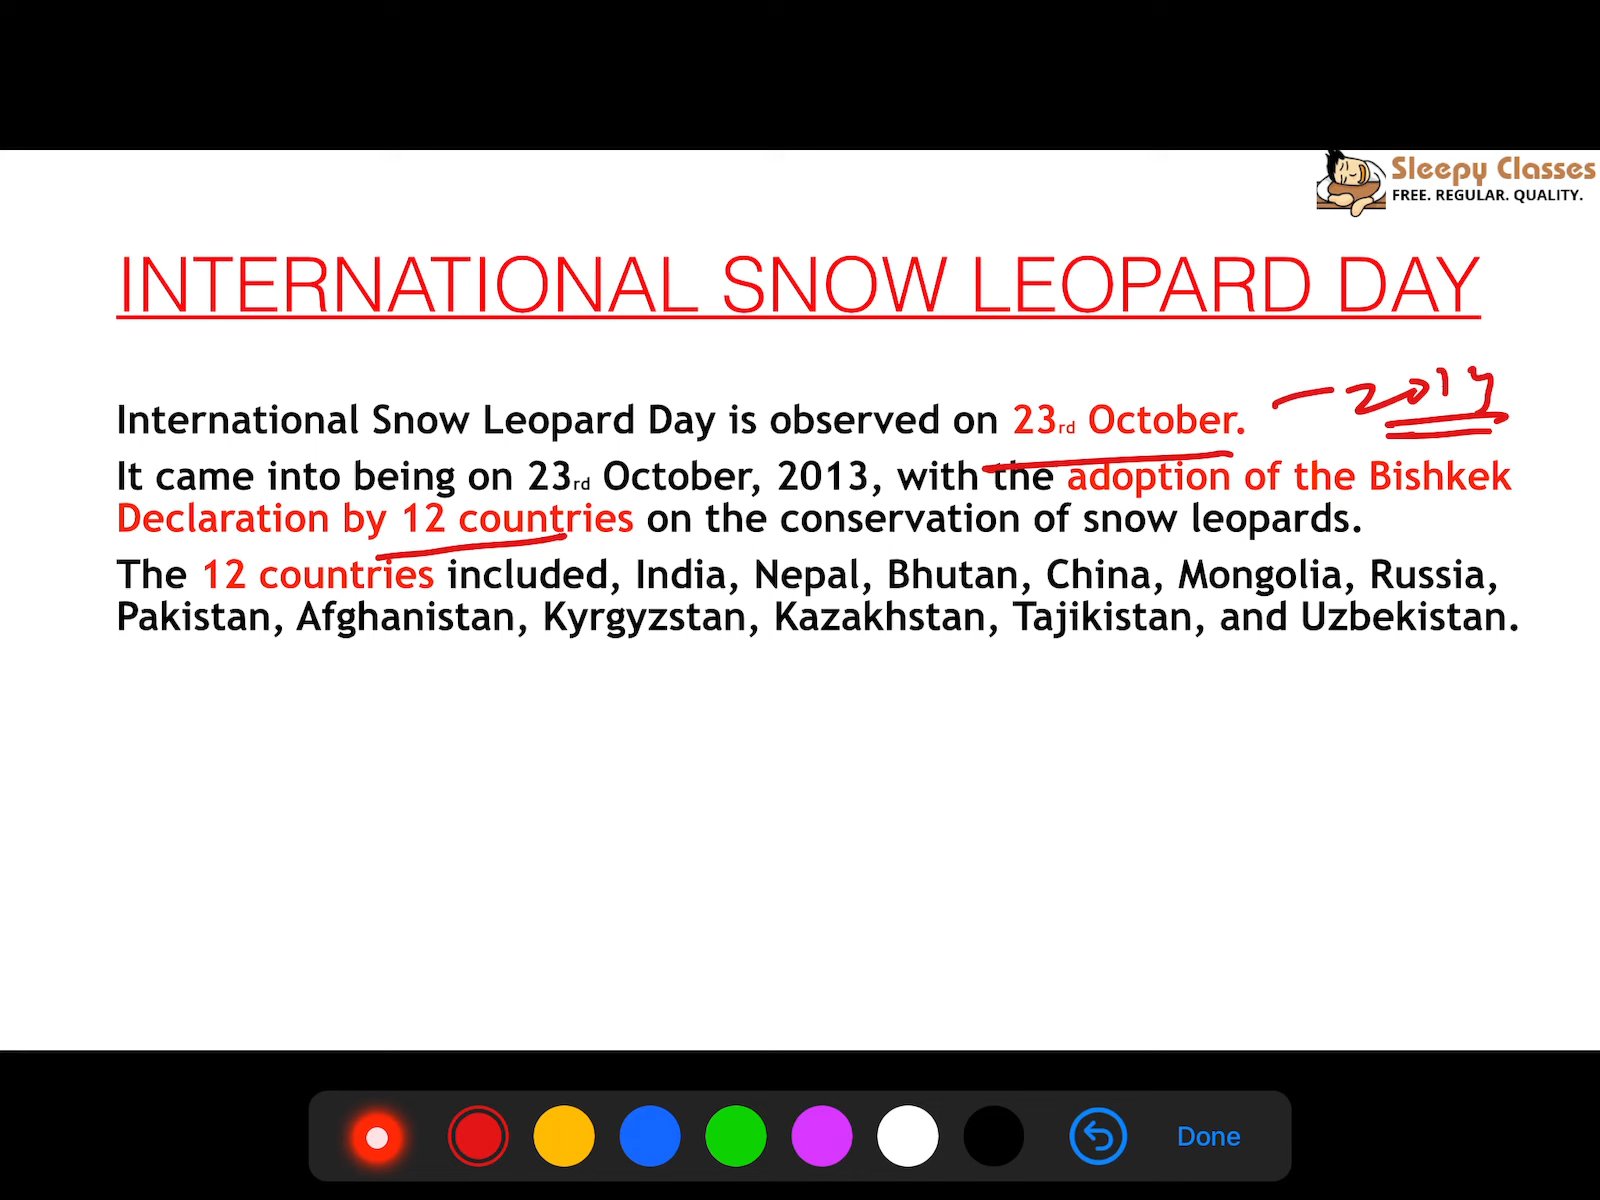 Sleepy Classes
FREE. REGULAR. QUALITY.
INTERNATIONAL SNOW LEOPARD DAY
International Snow Leopard Day is observed on 23rd October.
It came into being on 23rd October, 2013, with the adoption of the Bishkek
Declaration by 12 countries on the conservation of snow leopards.
The 12 countries included, India, Nepal, Bhutan, China, Mongolia, Russia,
Pakistan, Afghanistan, Kyrgyzstan, Kazakhstan, Tajikistan, and Uzbekistan.
Done